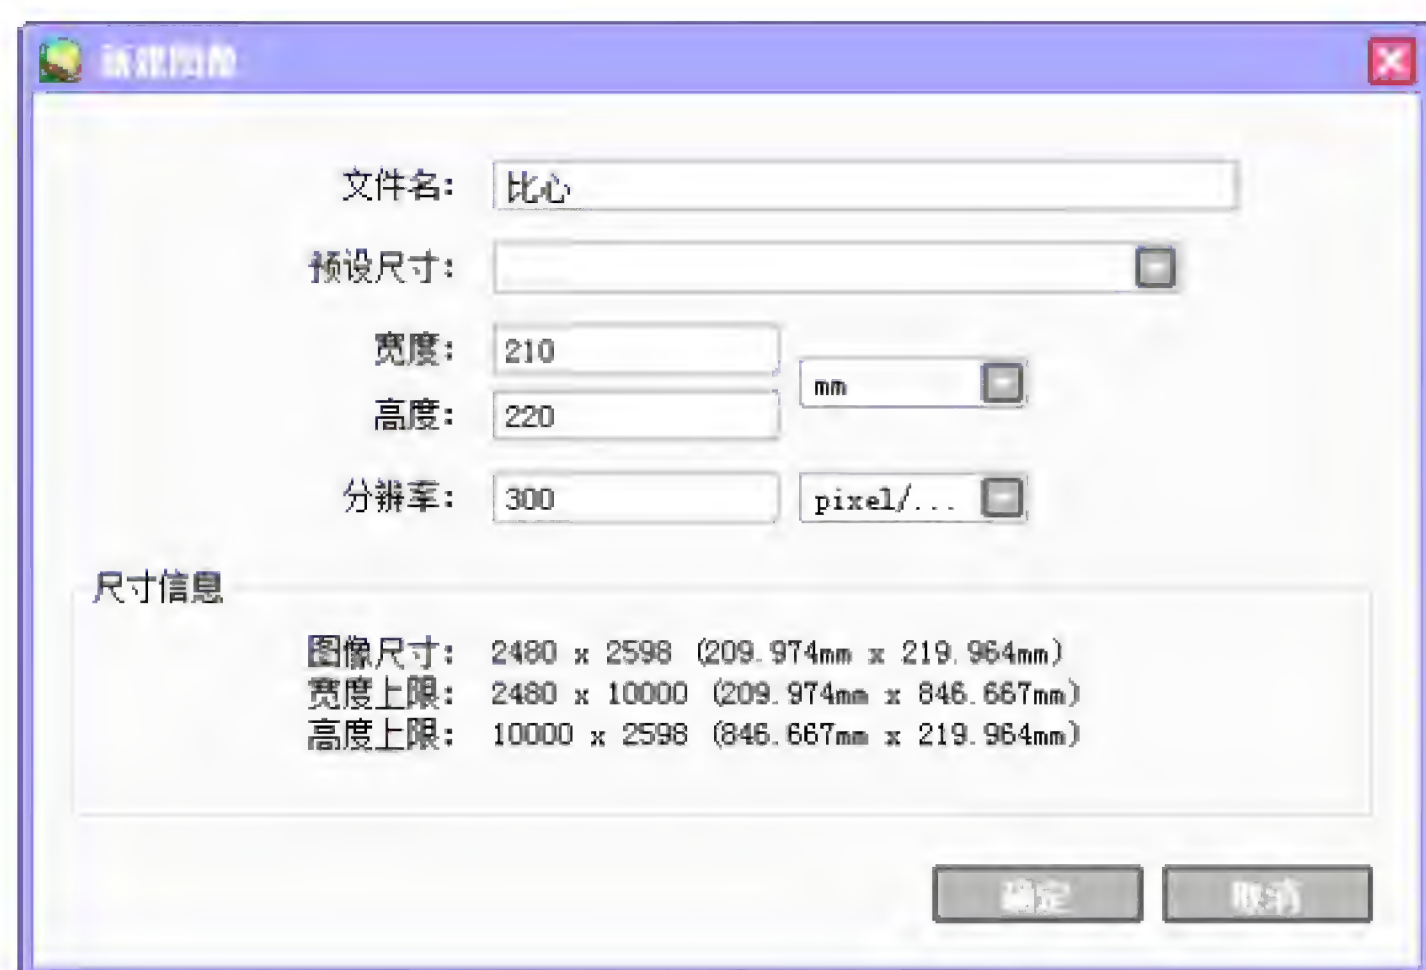 新建图像
文件名: 比心
预设尺寸:
宽度: 210
mm
高度: 220
分辨率: 300 pixel/...
尺寸信息
图像尺寸: 2480 x 2598 (209.974mm x 219.964mm)
宽度上限: 2480 x 10000 (209.974mm x 846.667mm)
高度上限: 10000 x 2598 (846.667mm x 219.964mm)
确定 取消